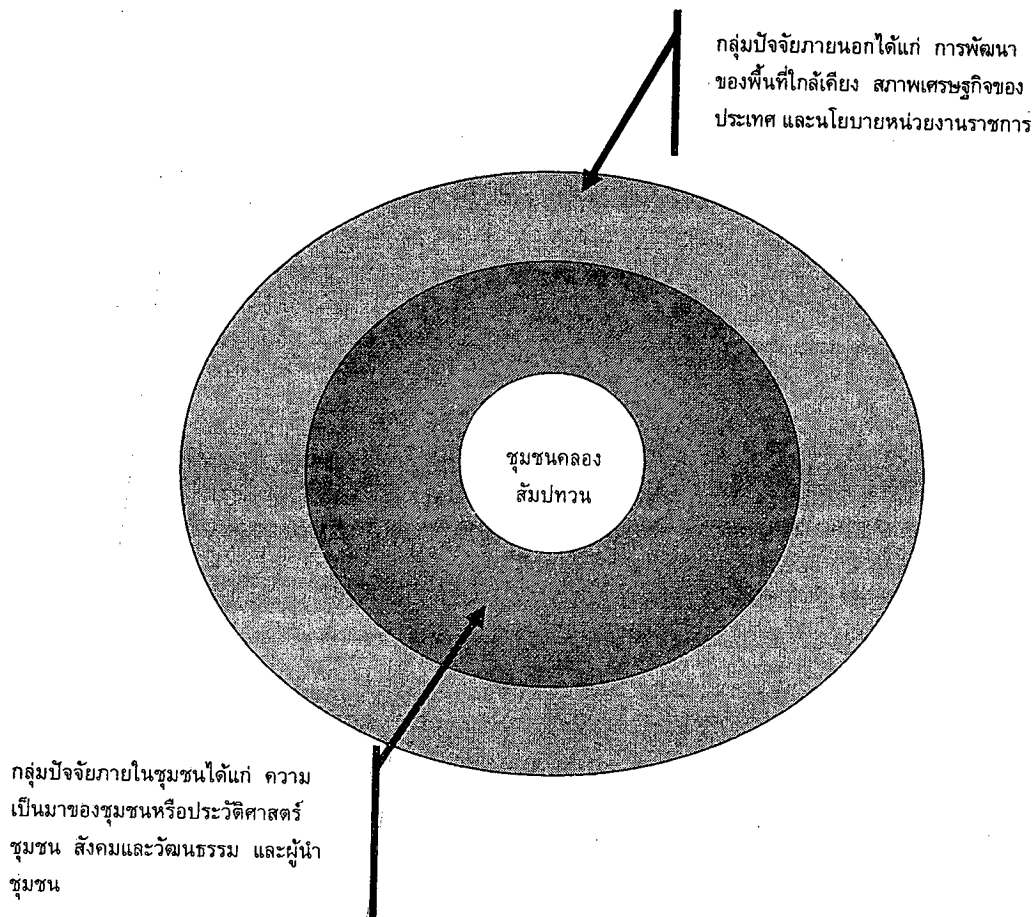 กลุ่มปัจจัยภายนอกได้แก่ การพัฒนา
ของพื้นที่ใกล้เคียง สภาพเศรษฐกิจของ
ประเทศ และนโยบายหน่วยงานราชการ
ชุมชนคลอง
สัมปทวน
กลุ่มปัจจัยภายในชุมชนได้แก่ ความ
เป็นมาของชุมชนหรือประวัติศาสตร์
ชุมชน สังคมและวัฒนธรรม และผู้นำ
ชุมชน